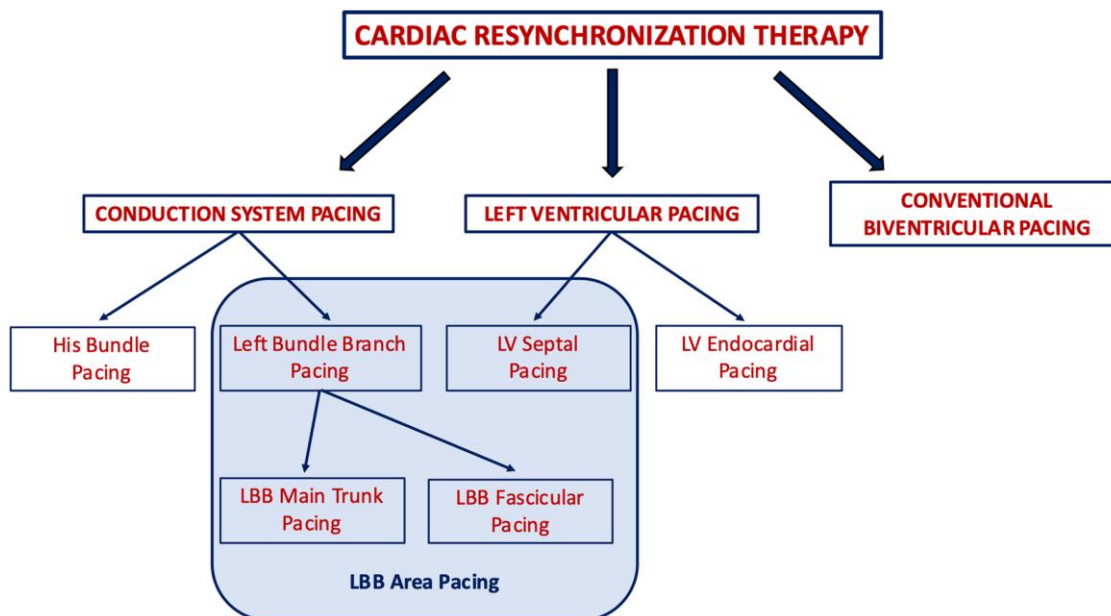 CARDIAC RESYNCHRONIZATION THERAPY
CONDUCTION SYSTEM PACING
LEFT VENTRICULAR PACING
CONVENTIONAL
BIVENTRICULAR PACING
His Bundle
Pacing
Left Bundle Branch
Pacing
LV Septal
Pacing
LV Endocardial
Pacing
LBB Main Trunk
Pacing
LBB Fascicular
Pacing
LBB Area Pacing